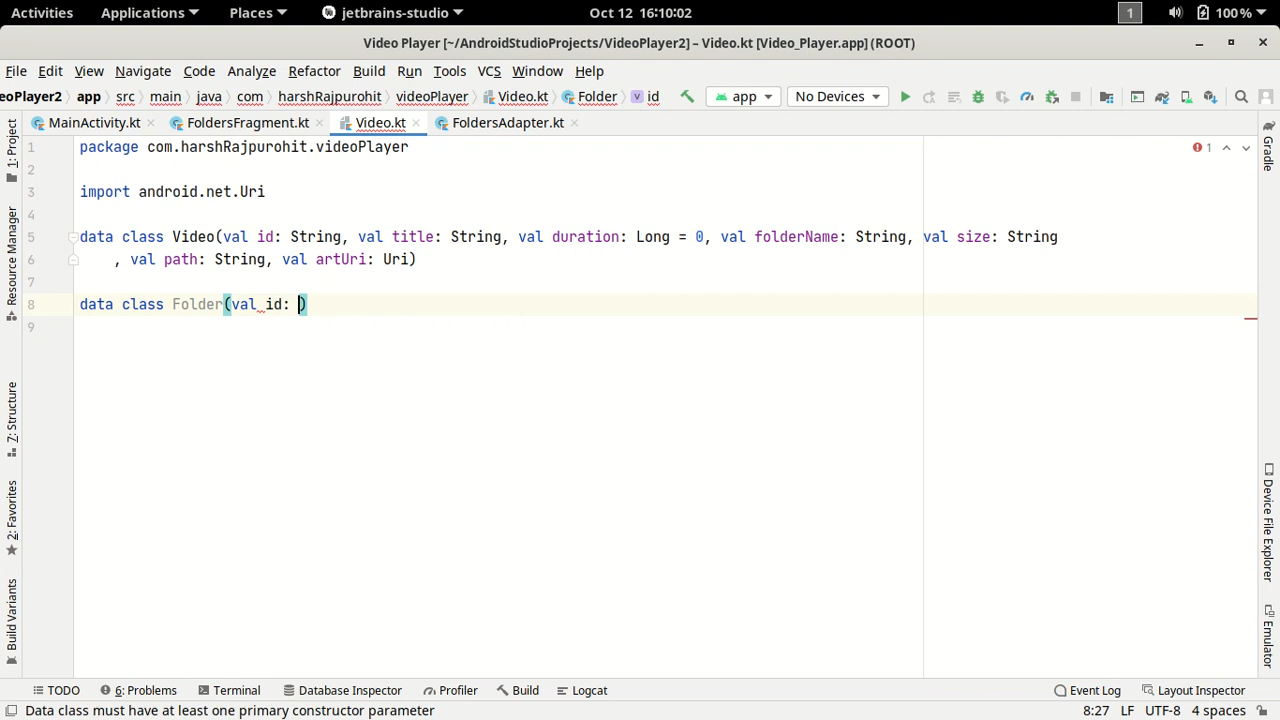 Activities Applications Places jetbrains-studio Oct 12 16:10:02 1 100%
Video Player [~/AndroidStudioProjects/VideoPlayer2] – Video.kt [Video_Player.app] (ROOT)
File Edit View Navigate Code Analyze Refactor Build Run Tools VCS Window Help
eoPlayer2 app src main java com harshRajpurohit videoPlayer Video.kt Folder id app No Devices
MainActivity.kt FoldersFragment.kt Video.kt FoldersAdapter.kt
1 package com.harshRajpurohit.videoPlayer
2
3 import android.net.Uri
4
5 data class Video(val id: String, val title: String, val duration: Long = 0, val folderName: String, val size: String
6 , val path: String, val artUri: Uri)
7
8 data class Folder(val id: )
9
1
1: Project
Resource Manager
7: Structure
2: Favorites
Build Variants
Gradle
Device File Explorer
Emulator
TODO 6: Problems Terminal Database Inspector Profiler Build Logcat Event Log Layout Inspector
Data class must have at least one primary constructor parameter 8:27 LF UTF-8 4 spaces